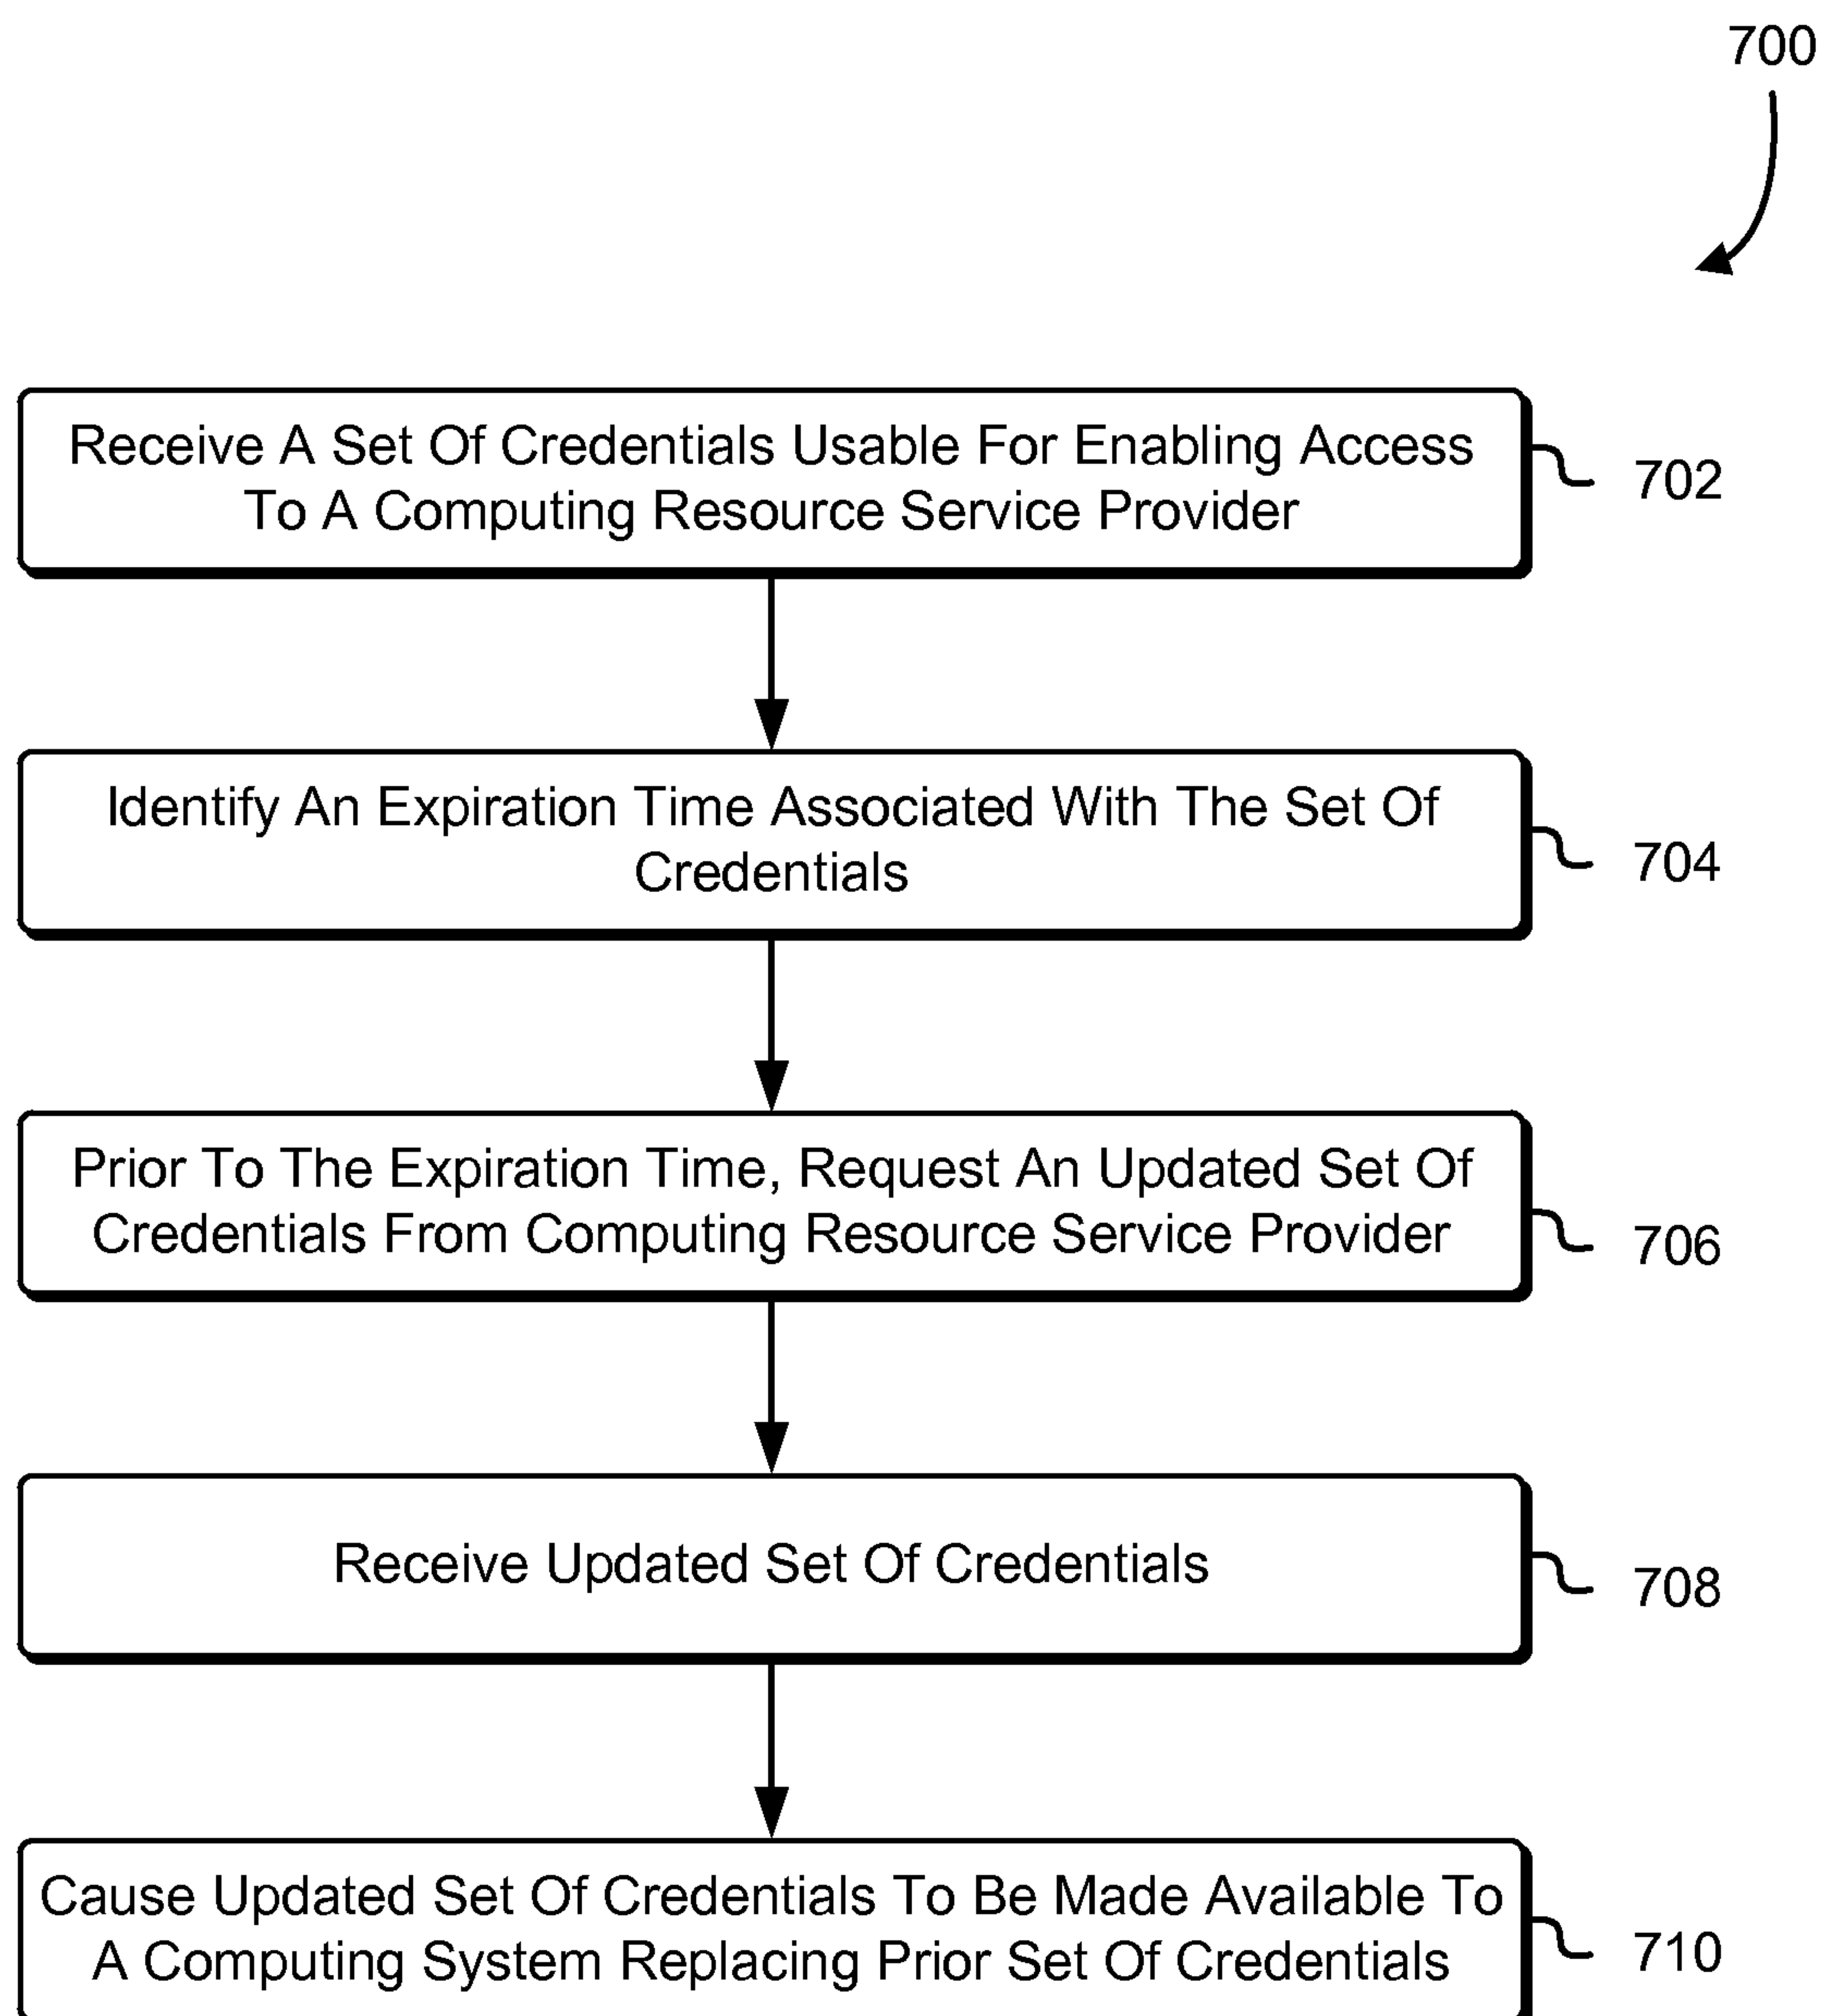 700
Receive A Set Of Credentials Usable For Enabling Access
To A Computing Resource Service Provider
702
Identify An Expiration Time Associated With The Set Of
Credentials
704
Prior To The Expiration Time, Request An Updated Set Of
Credentials From Computing Resource Service Provider
706
Receive Updated Set Of Credentials
708
Cause Updated Set Of Credentials To Be Made Available To
A Computing System Replacing Prior Set Of Credentials
710